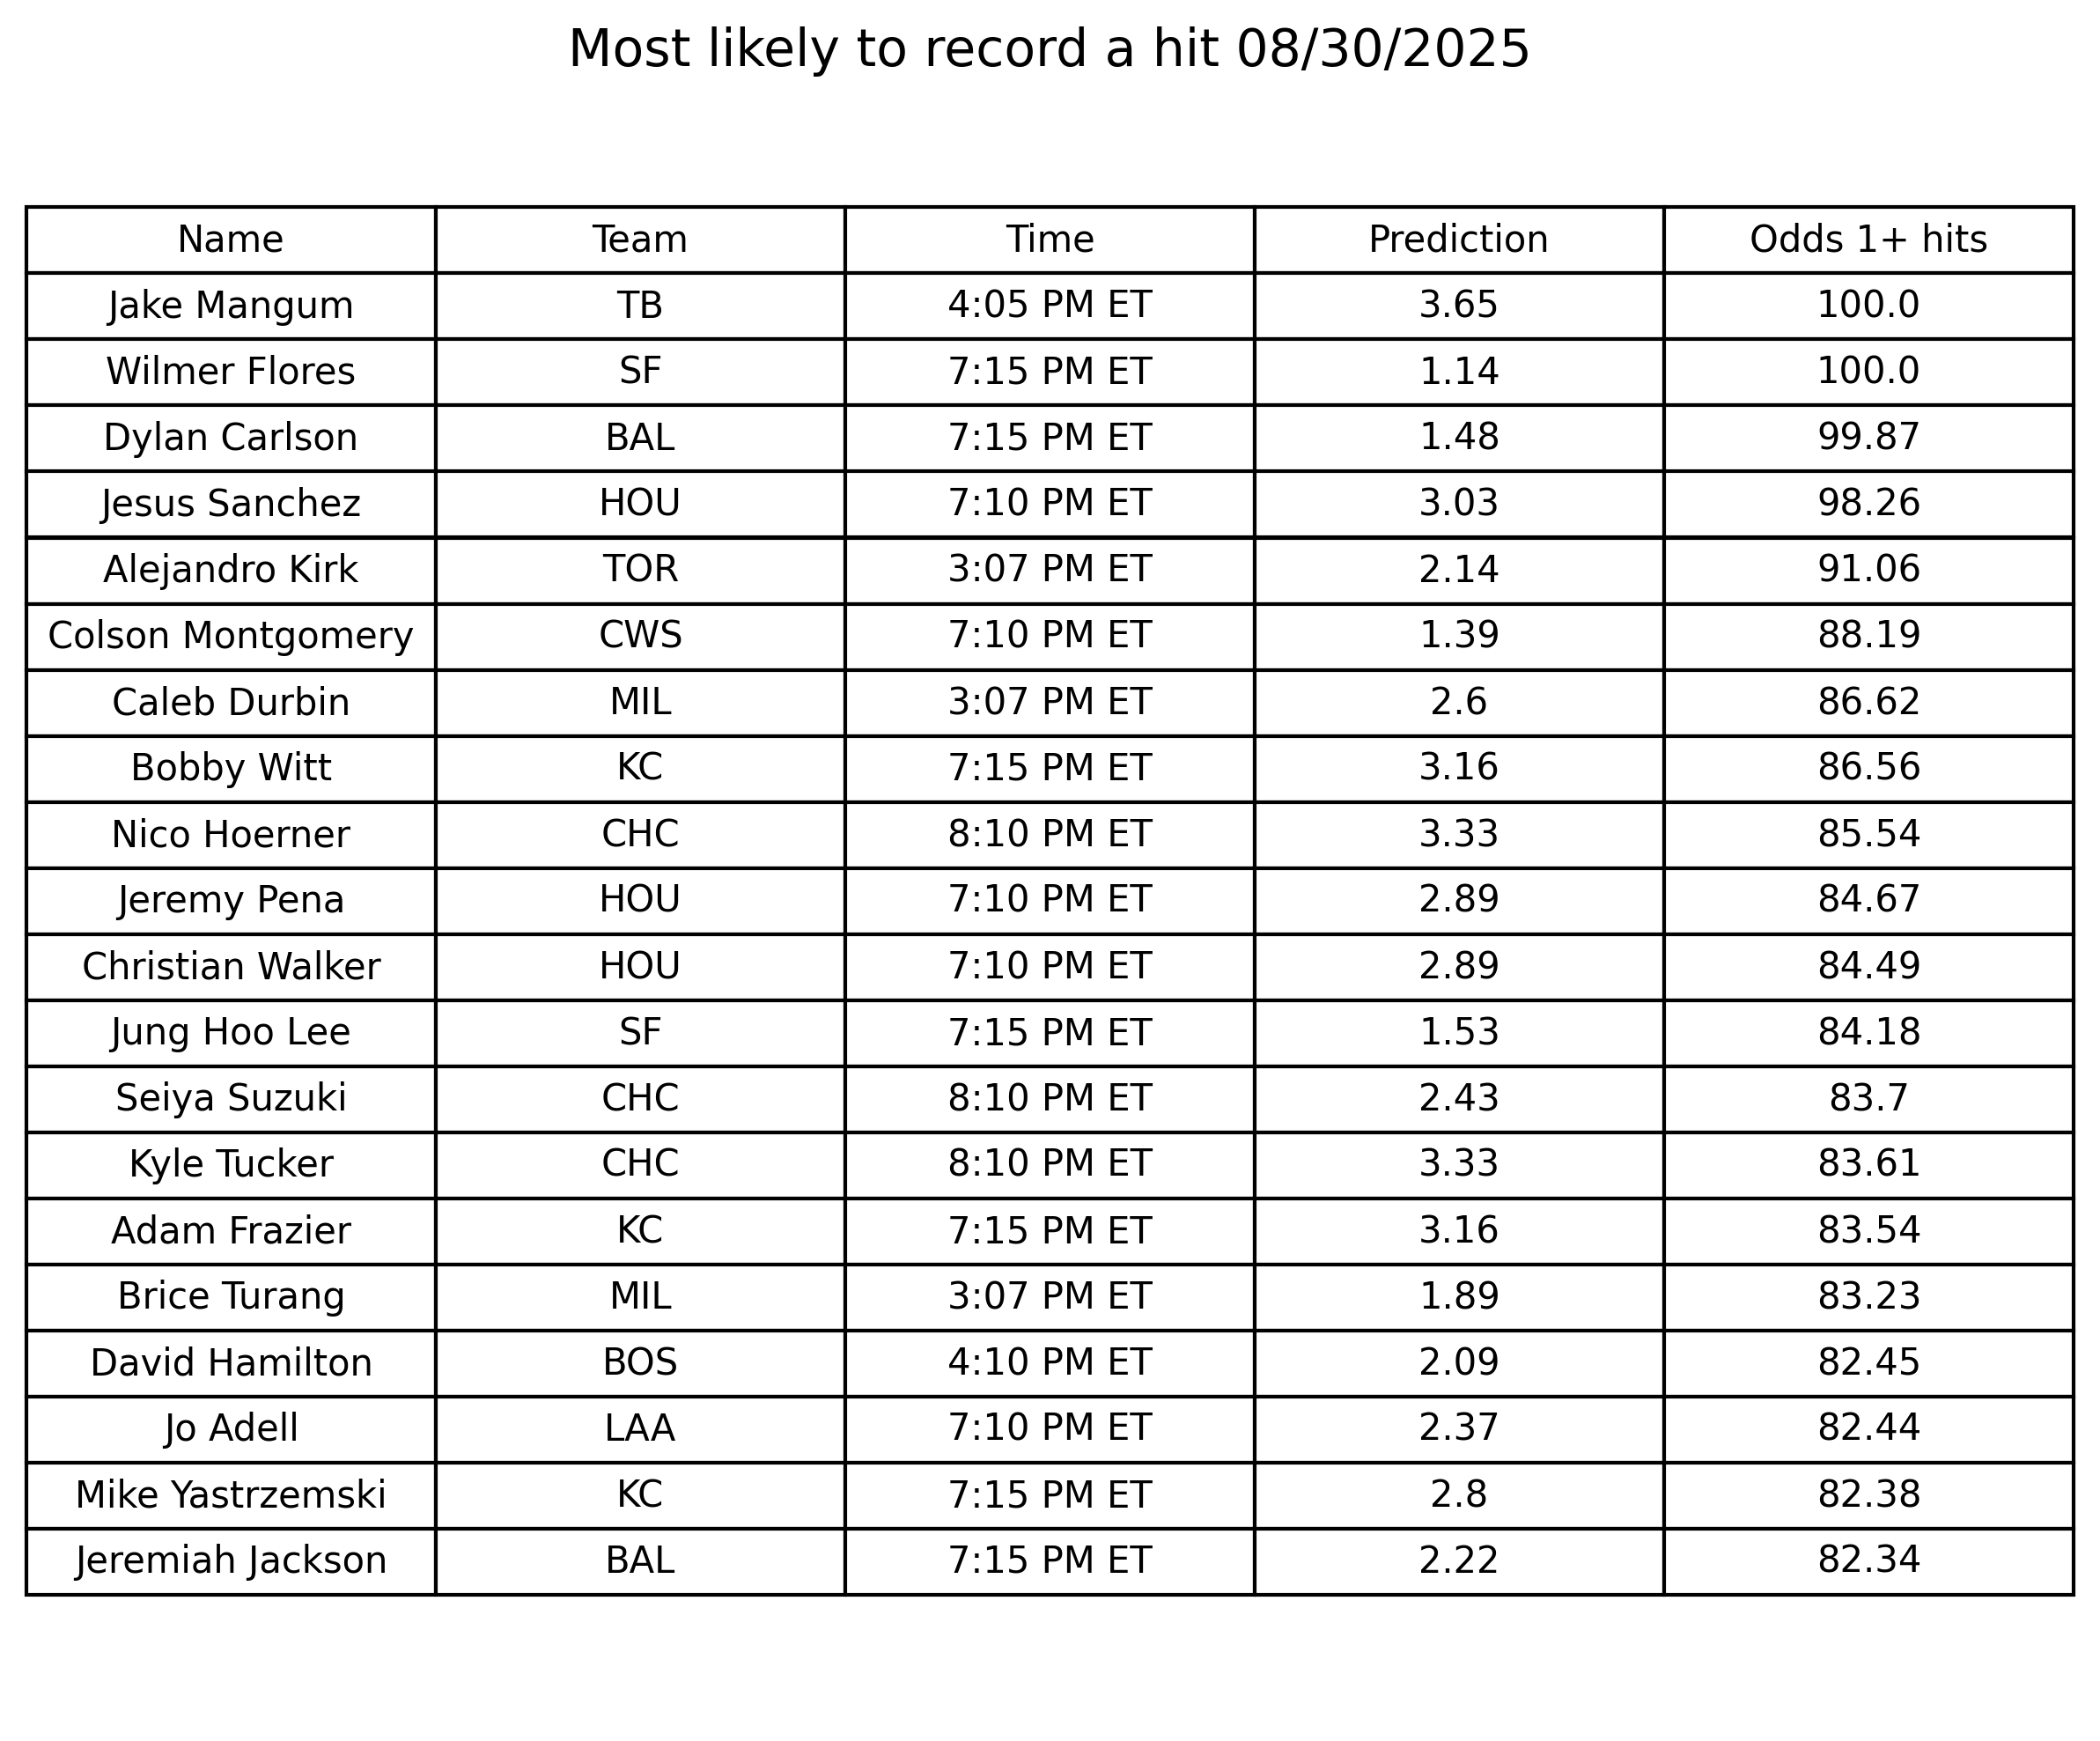 Most likely to record a hit 08/30/2025
Name Team Time Prediction Odds 1+ hits
Jake Mangum TB 4:05 PM ET 3.65 100.0
Wilmer Flores SF 7:15 PM ET 1.14 100.0
Dylan Carlson BAL 7:15 PM ET 1.48 99.87
Jesus Sanchez HOU 7:10 PM ET 3.03 98.26
Alejandro Kirk TOR 3:07 PM ET 2.14 91.06
Colson Montgomery CWS 7:10 PM ET 1.39 88.19
Caleb Durbin MIL 3:07 PM ET 2.6 86.62
Bobby Witt KC 7:15 PM ET 3.16 86.56
Nico Hoerner CHC 8:10 PM ET 3.33 85.54
Jeremy Pena HOU 7:10 PM ET 2.89 84.67
Christian Walker HOU 7:10 PM ET 2.89 84.49
Jung Hoo Lee SF 7:15 PM ET 1.53 84.18
Seiya Suzuki CHC 8:10 PM ET 2.43 83.7
Kyle Tucker CHC 8:10 PM ET 3.33 83.61
Adam Frazier KC 7:15 PM ET 3.16 83.54
Brice Turang MIL 3:07 PM ET 1.89 83.23
David Hamilton BOS 4:10 PM ET 2.09 82.45
Jo Adell LAA 7:10 PM ET 2.37 82.44
Mike Yastrzemski KC 7:15 PM ET 2.8 82.38
Jeremiah Jackson BAL 7:15 PM ET 2.22 82.34